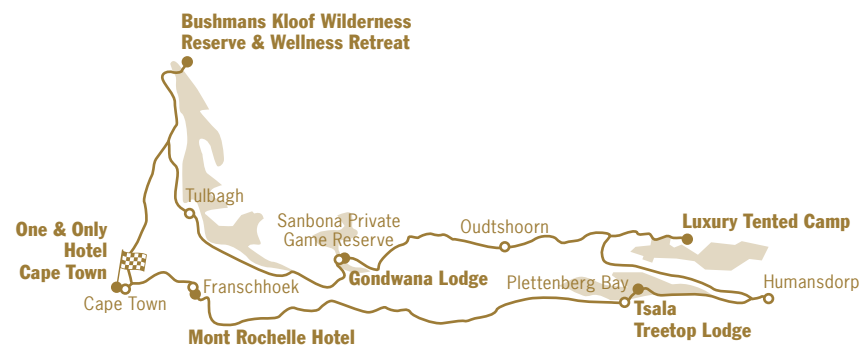 Bushmans Kloof Wilderness
Reserve & Wellness Retreat
Tulbagh
Sanbona Private
Game Reserve
Oudtshoorn
Luxury Tented Camp
One & Only
Hotel
Cape Town
Gondwana Lodge
Cape Town
Franschhoek
Plettenberg Bay
Humansdorp
Mont Rochelle Hotel
Tsala
Treetop Lodge